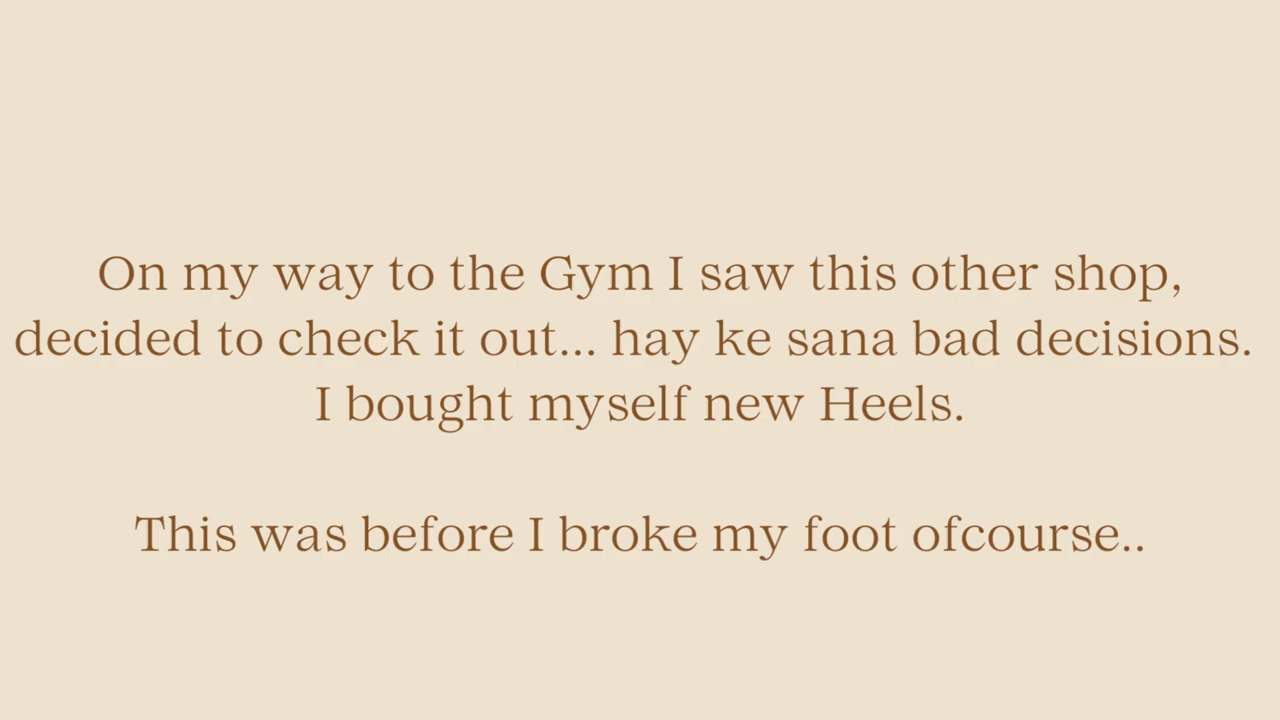 On my way to the Gym I saw this other shop,
decided to check it out... hay ke sana bad decisions.
I bought myself new Heels.
This was before I broke my foot ofcourse..